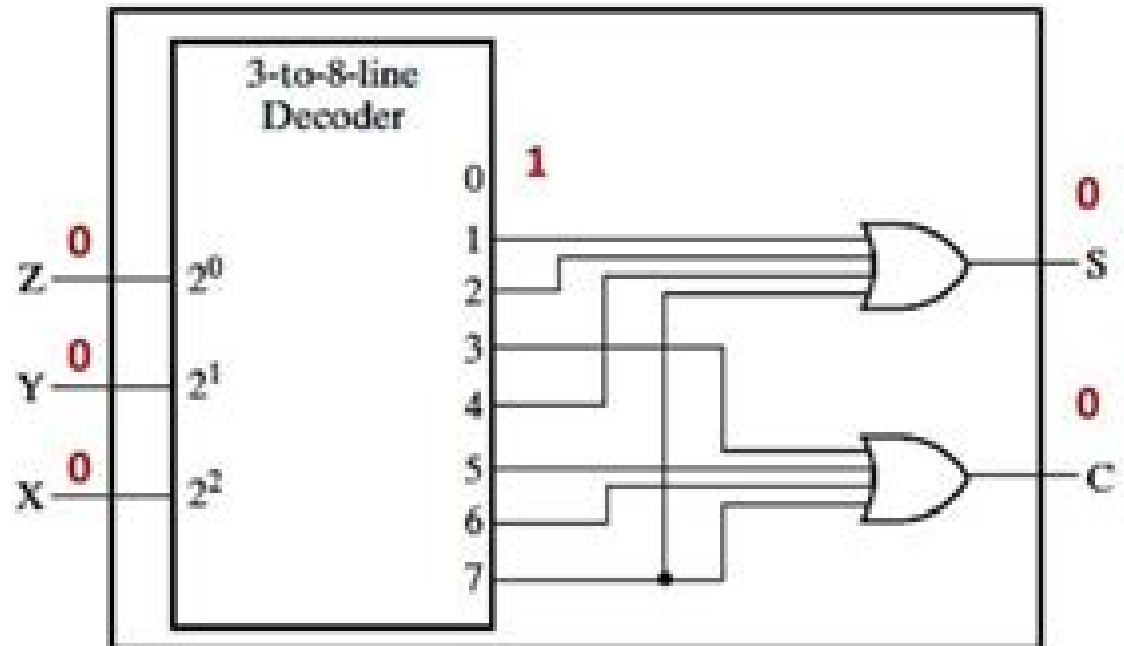 3-to-8-line
Decoder
0 1
0 0
1
Z 2⁰ S
2
0 3
Y 2¹
4 0
0 5
X 2² C
6
7